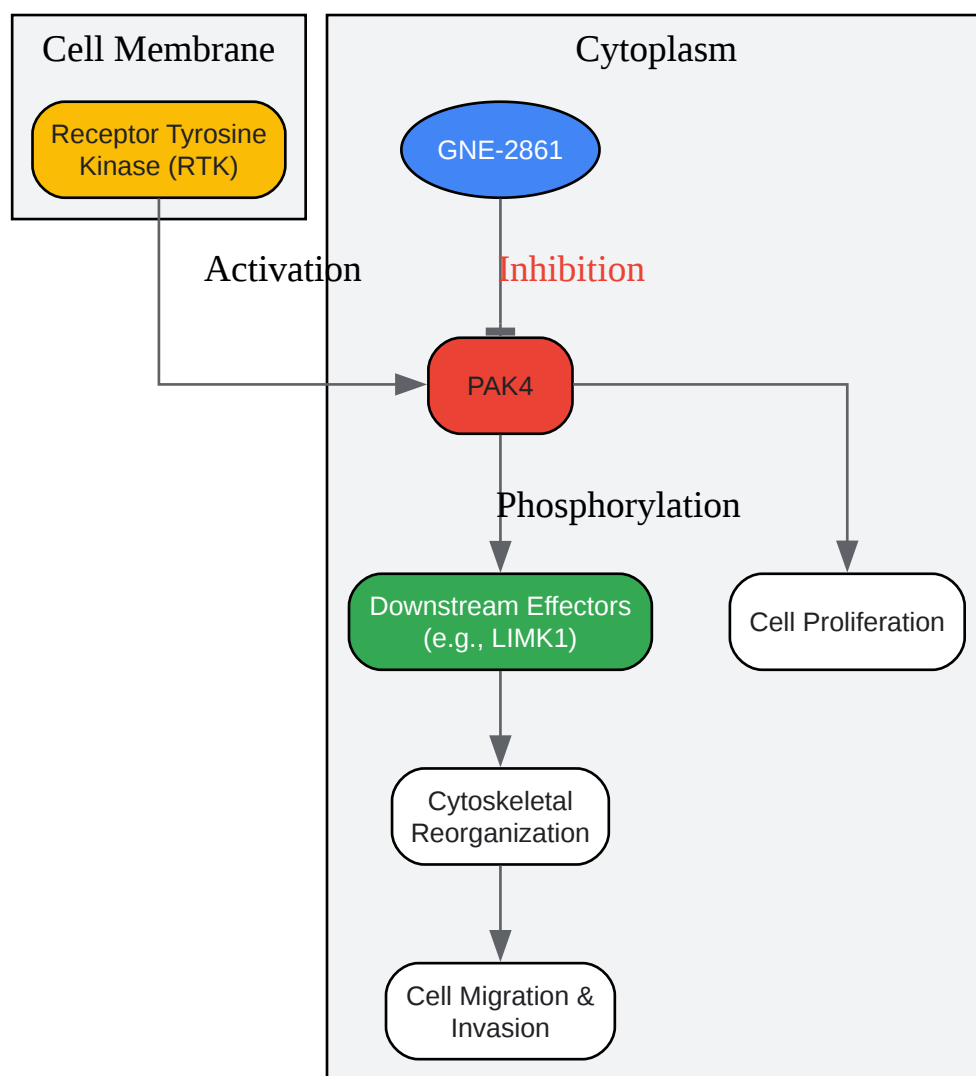 Cell Membrane
Cytoplasm
Receptor Tyrosine
Kinase (RTK)
GNE-2861
Activation
Inhibition
PAK4
Phosphorylation
Downstream Effectors
(e.g., LIMK1)
Cell Proliferation
Cytoskeletal
Reorganization
Cell Migration &
Invasion